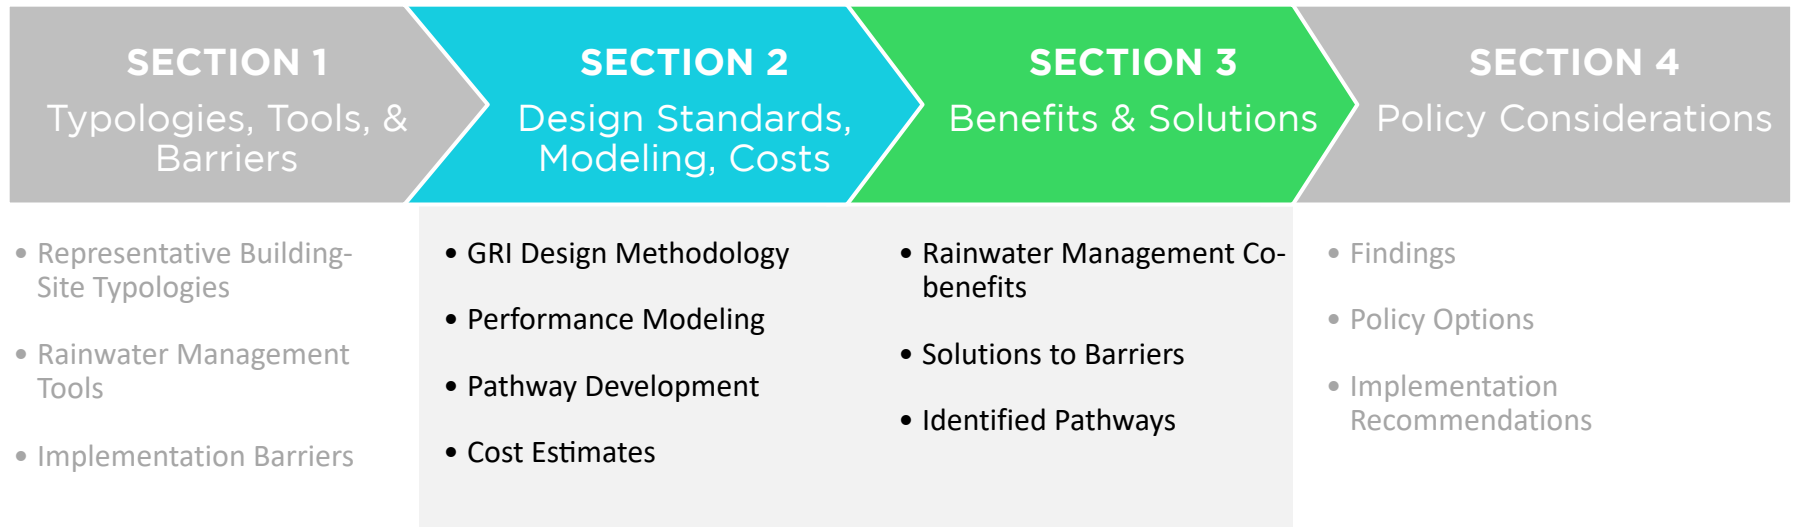 SECTION 1
Typologies, Tools, &
Barriers
• Representative Building-
Site Typologies
• Rainwater Management
Tools
• Implementation Barriers
SECTION 2
Design Standards,
Modeling, Costs
• GRI Design Methodology
• Performance Modeling
• Pathway Development
• Cost Estimates
SECTION 3
Benefits & Solutions
• Rainwater Management Co-
benefits
• Solutions to Barriers
• Identified Pathways
SECTION 4
Policy Considerations
• Findings
• Policy Options
• Implementation
Recommendations